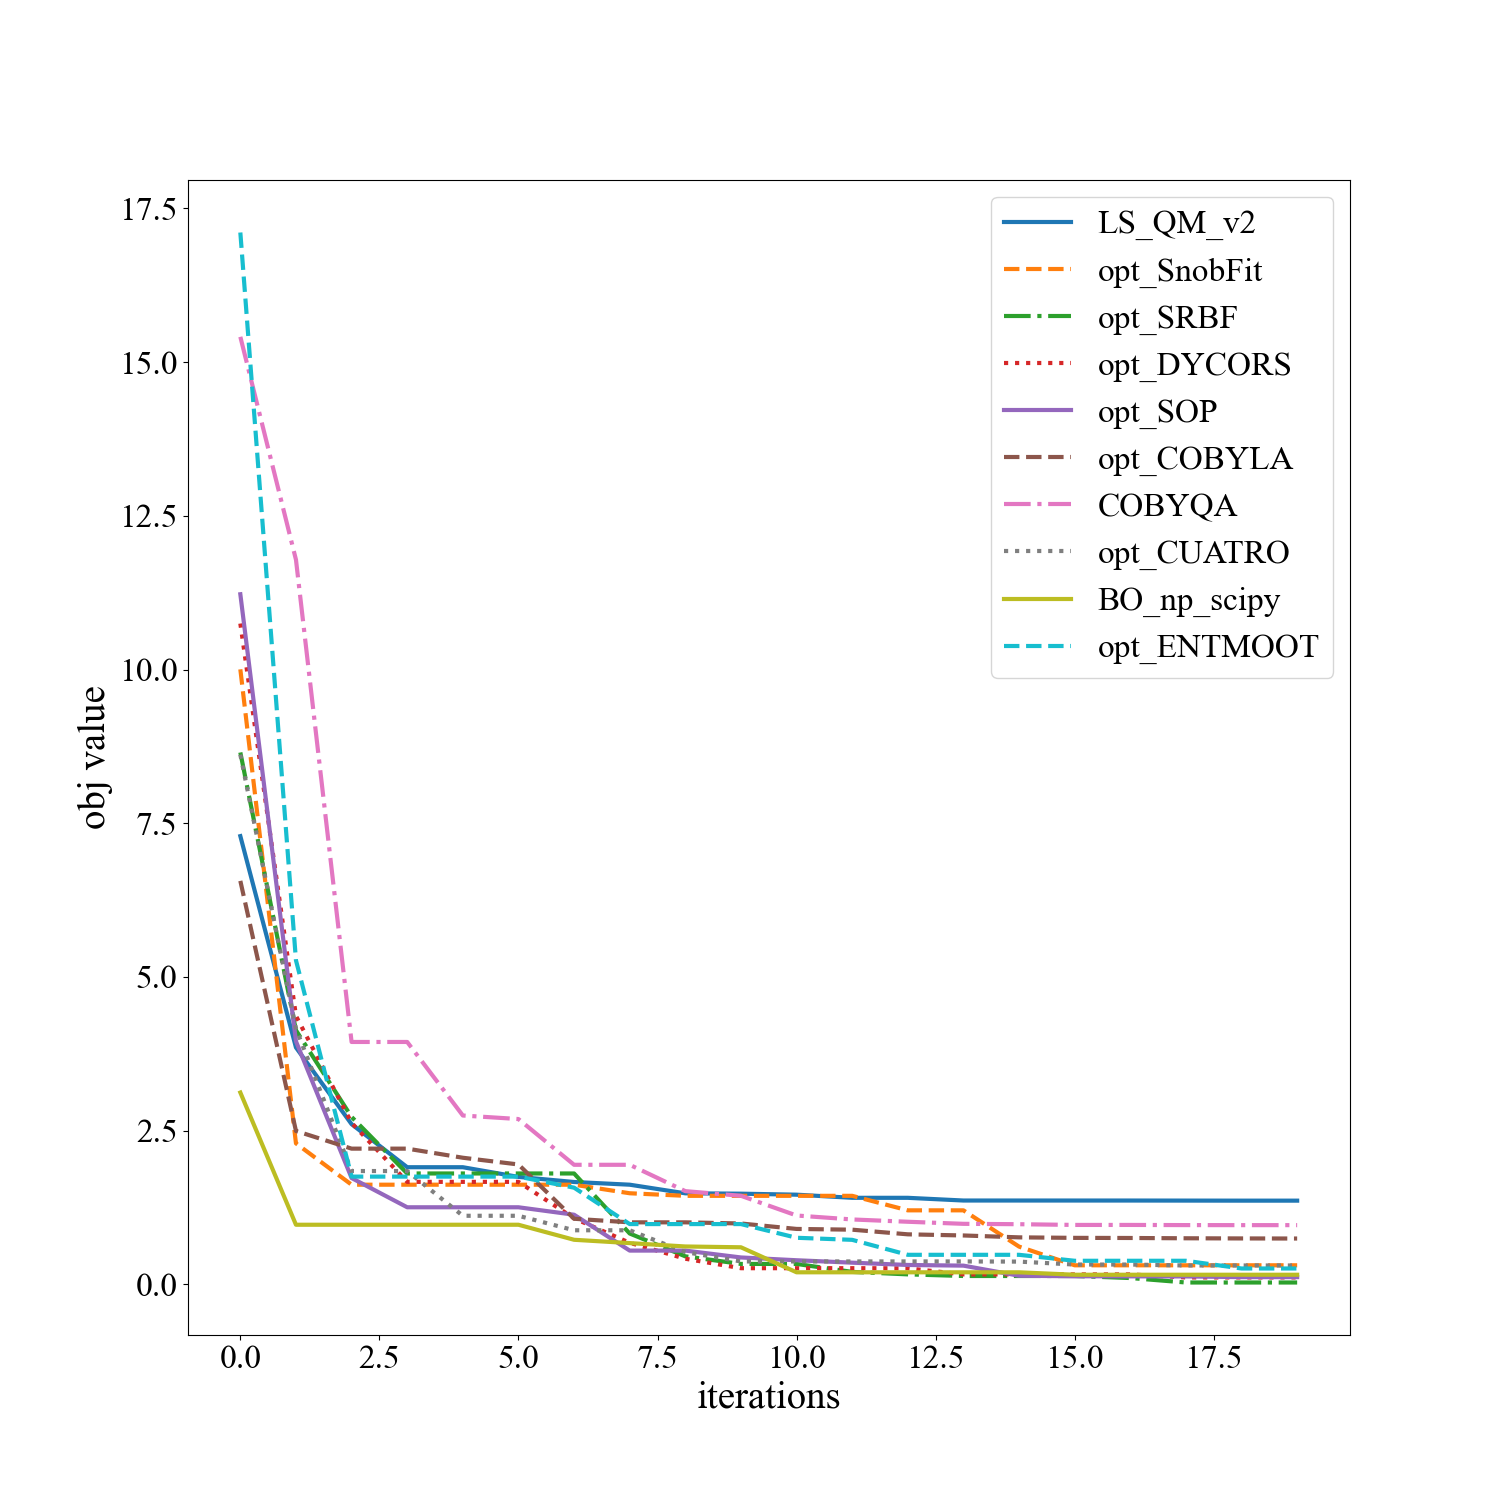 17.5
15.0
12.5
10.0
7.5
5.0
2.5
0.0
obj value
LS_QM_v2
opt_SnobFit
opt_SRBF
opt_DYCORS
opt_SOP
opt_COBYLA
COBYQA
opt_CUATRO
BO_np_scipy
opt_ENTMOOT
0.0 2.5 5.0 7.5 10.0 12.5 15.0 17.5
iterations